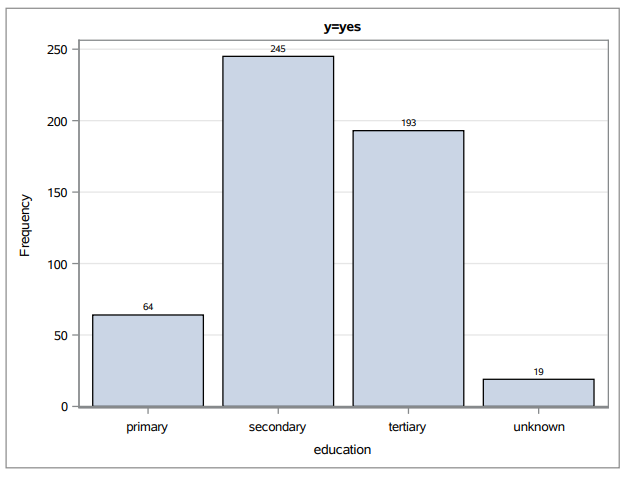 y=yes
250
200
150
100
50
0
Frequency
64
245
193
19
primary
secondary
tertiary
unknown
education